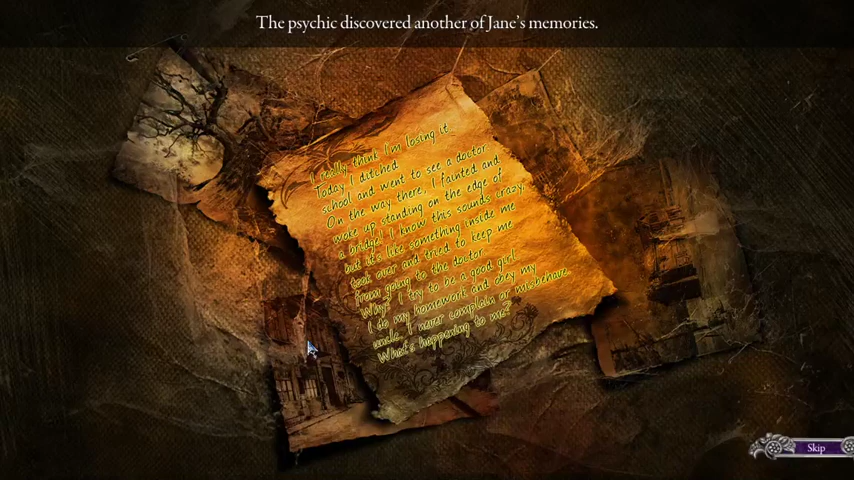 The psychic discovered another of Jane's memories.
I really think I'm losing it...
Today I ditched
school and went to see a doctor.
On the way there, I fainted and
woke up standing on the edge of
a bridge! I know this sounds crazy,
but it's like something inside me
took over and tried to keep me
from going to the doctor.
Why? I try to be a good girl!
I do my homework and obey my
uncle. I never complain or misbehave.
What's happening to me?
Skip